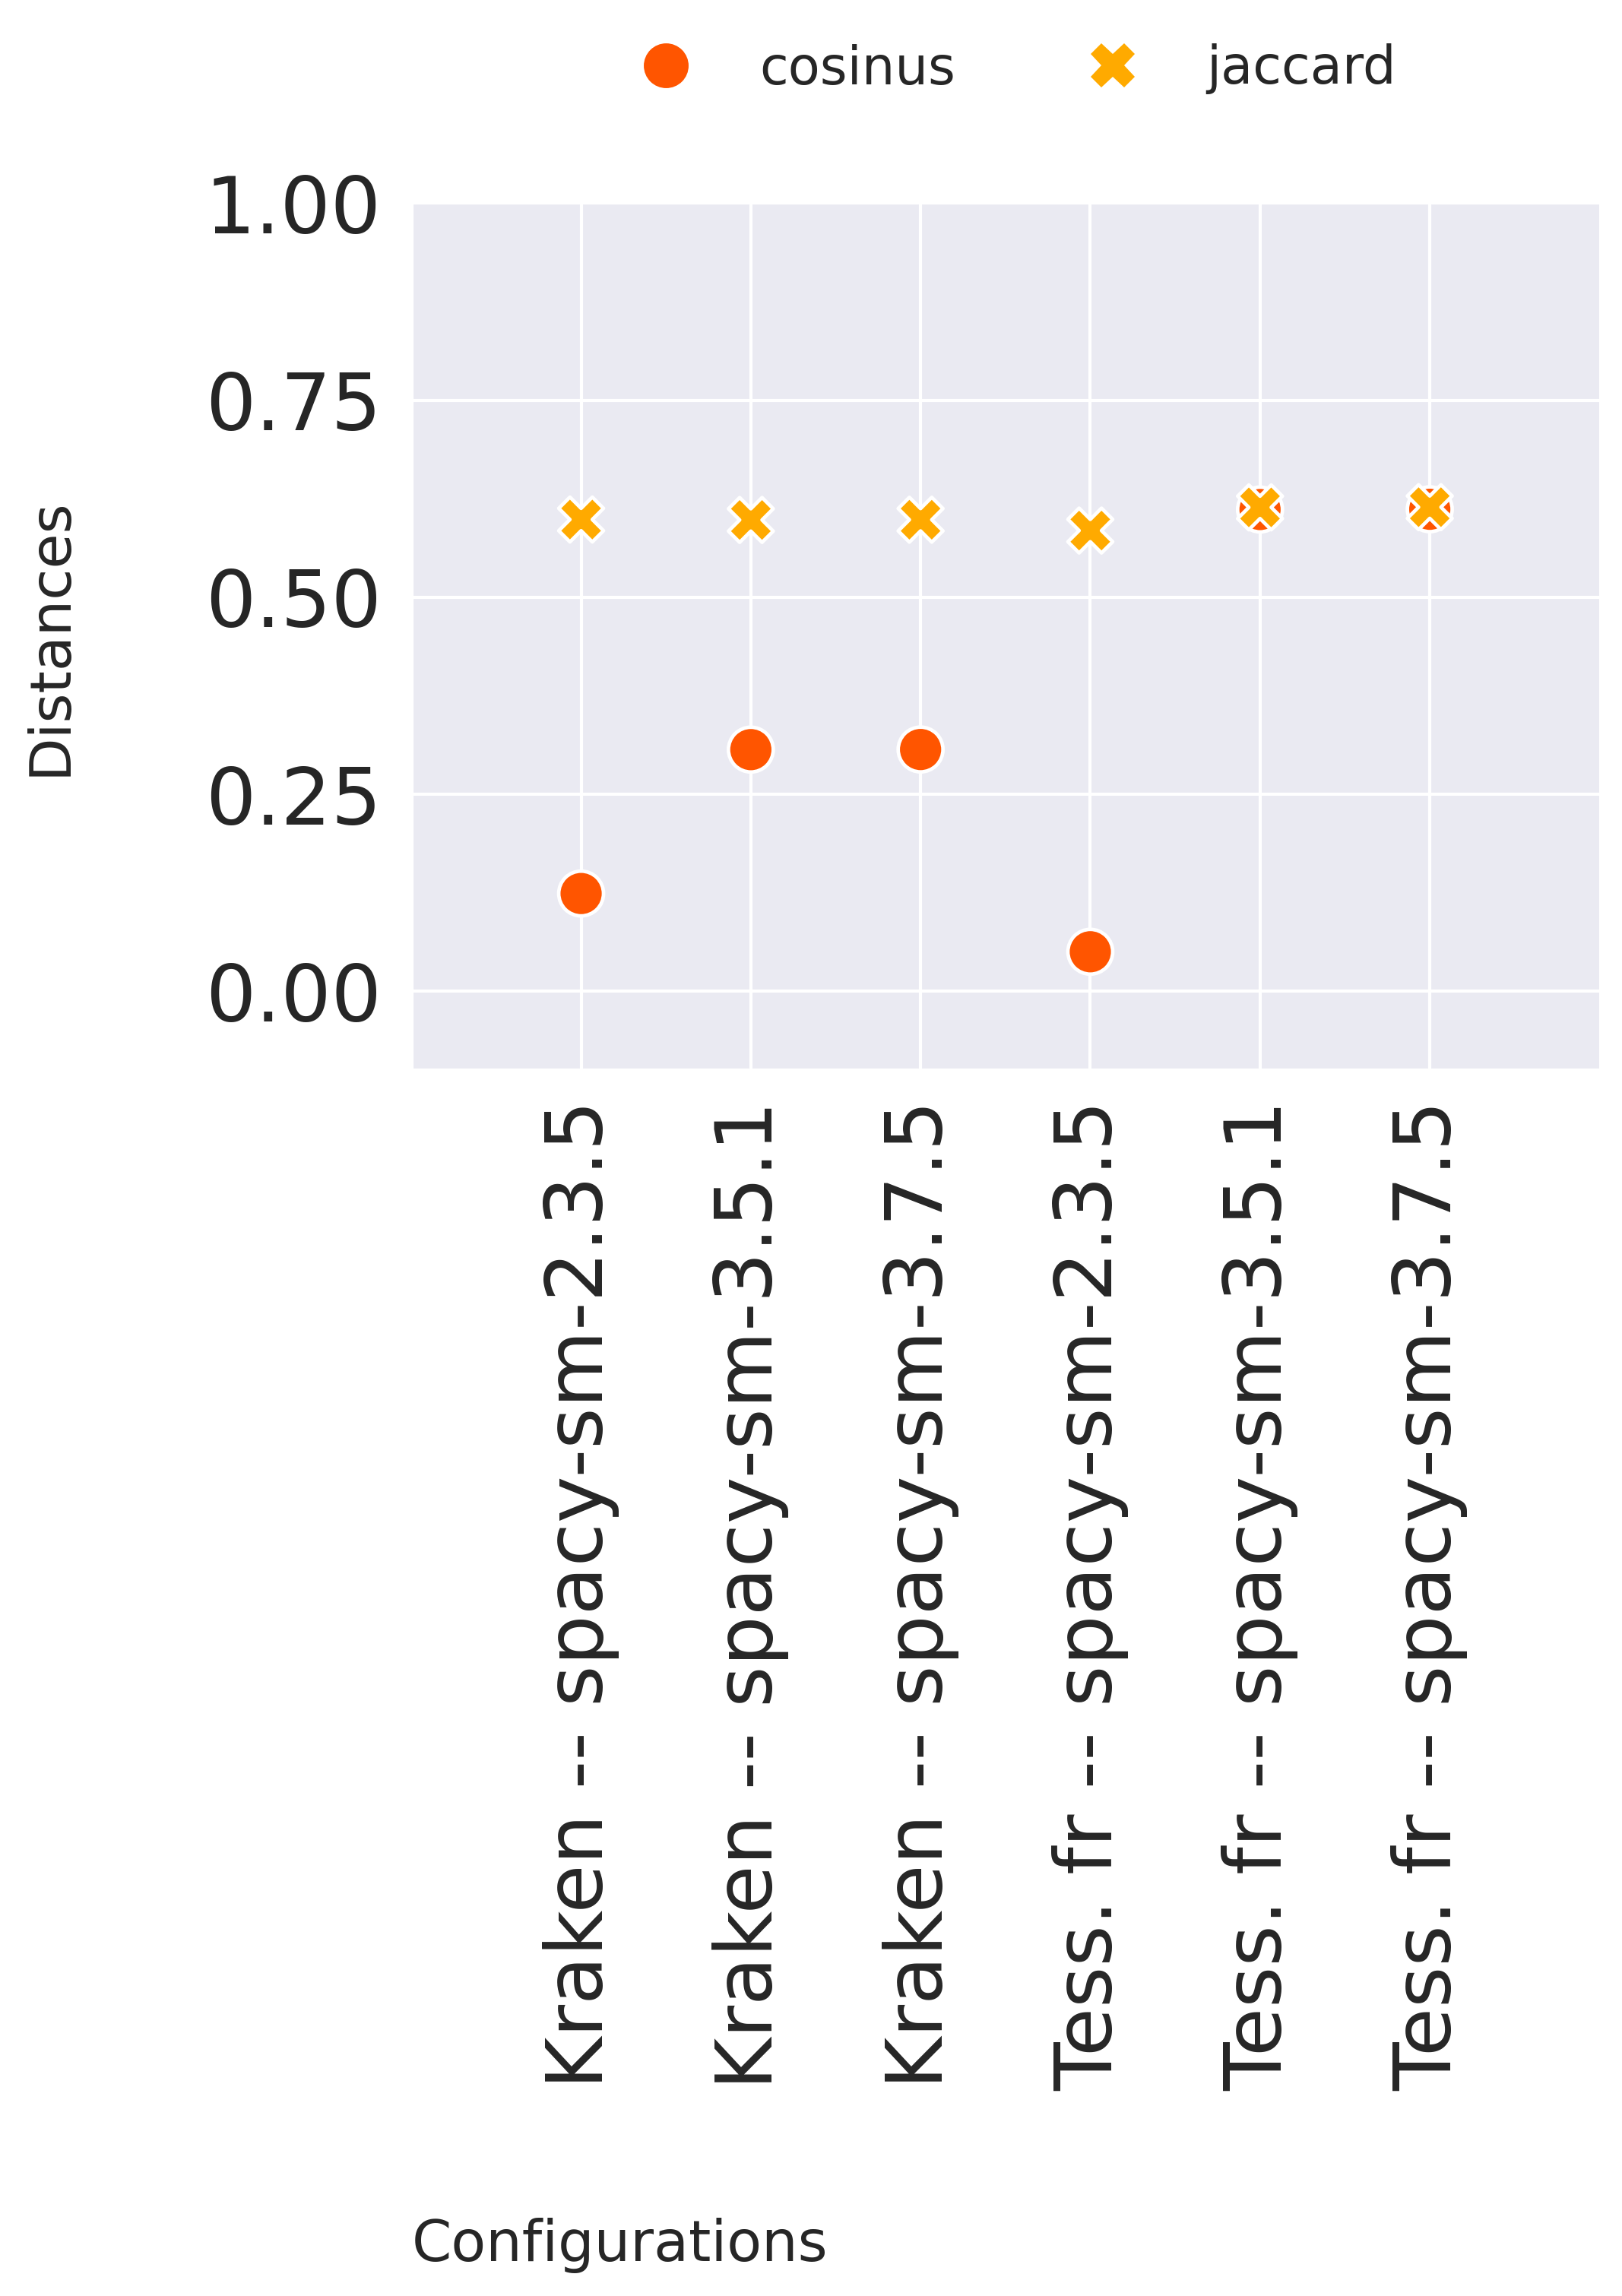 cosinus
jaccard
Distances
1.00
0.75
0.50
0.25
0.00
Kraken -- spacy-sm-2.3.5
Kraken -- spacy-sm-3.5.1
Kraken -- spacy-sm-3.7.5
Tess. fr -- spacy-sm-2.3.5
Tess. fr -- spacy-sm-3.5.1
Tess. fr -- spacy-sm-3.7.5
Configurations